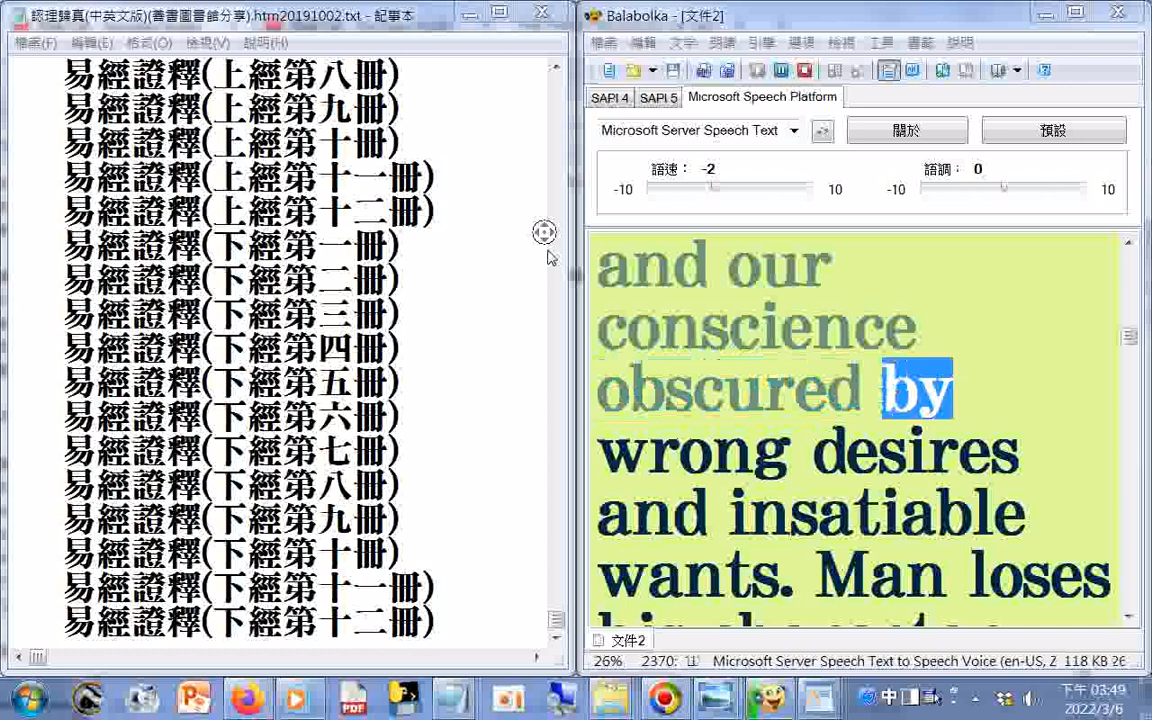 認理歸真(中英文版)(善書圖書館分享).htm20191002.txt - 記事本
檔案(F) 編輯(E) 格式(O) 檢視(V) 說明(H)
易經證釋(上經第八冊)
易經證釋(上經第九冊)
易經證釋(上經第十冊)
易經證釋(上經第十一冊)
易經證釋(上經第十二冊)
易經證釋(下經第一冊)
易經證釋(下經第二冊)
易經證釋(下經第三冊)
易經證釋(下經第四冊)
易經證釋(下經第五冊)
易經證釋(下經第六冊)
易經證釋(下經第七冊)
易經證釋(下經第八冊)
易經證釋(下經第九冊)
易經證釋(下經第十冊)
易經證釋(下經第十一冊)
易經證釋(下經第十二冊)
Balabolka - [文件2]
檔案 編輯 文字 朗讀 引擎 選項 檢視 工具 書籤 說明
SAPI 4 SAPI 5 Microsoft Speech Platform
Microsoft Server Speech Text 關於 預設
語速： -2 語調： 0
-10 10 -10 10
and our
conscience
obscured by
wrong desires
and insatiable
wants. Man loses
文件2
26% 2370: 11 Microsoft Server Speech Text to Speech Voice (en-US, Z 118 KB 26
PDF 中 下午 03:49
2022/3/6